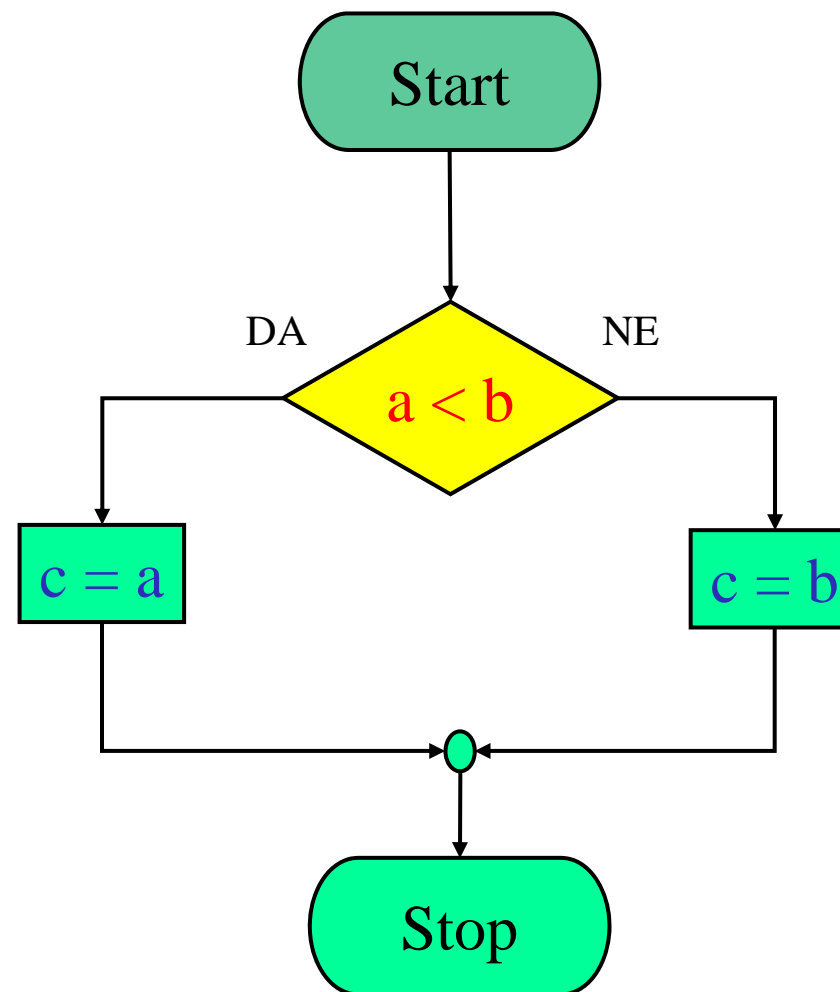 Start
DA
NE
a < b
c = a
c = b
Stop